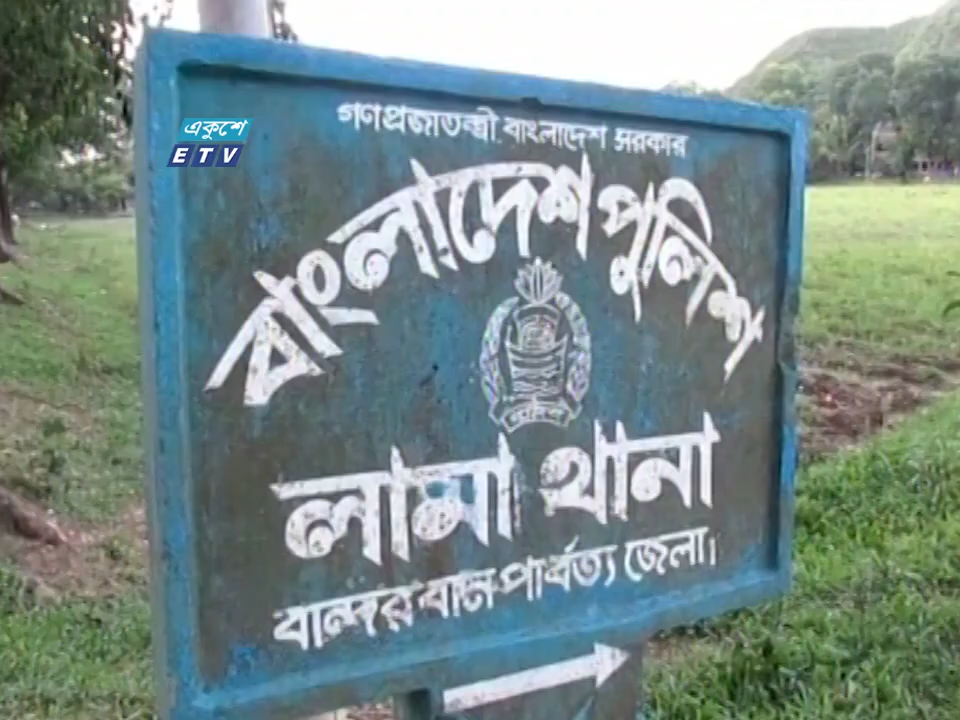 একুশে
ETV
গণপ্রজাতন্ত্রী বাংলাদেশ সরকার
বাংলাদেশ পুলিশ
লামা থানা
বান্দরবান পার্বত্য জেলা।